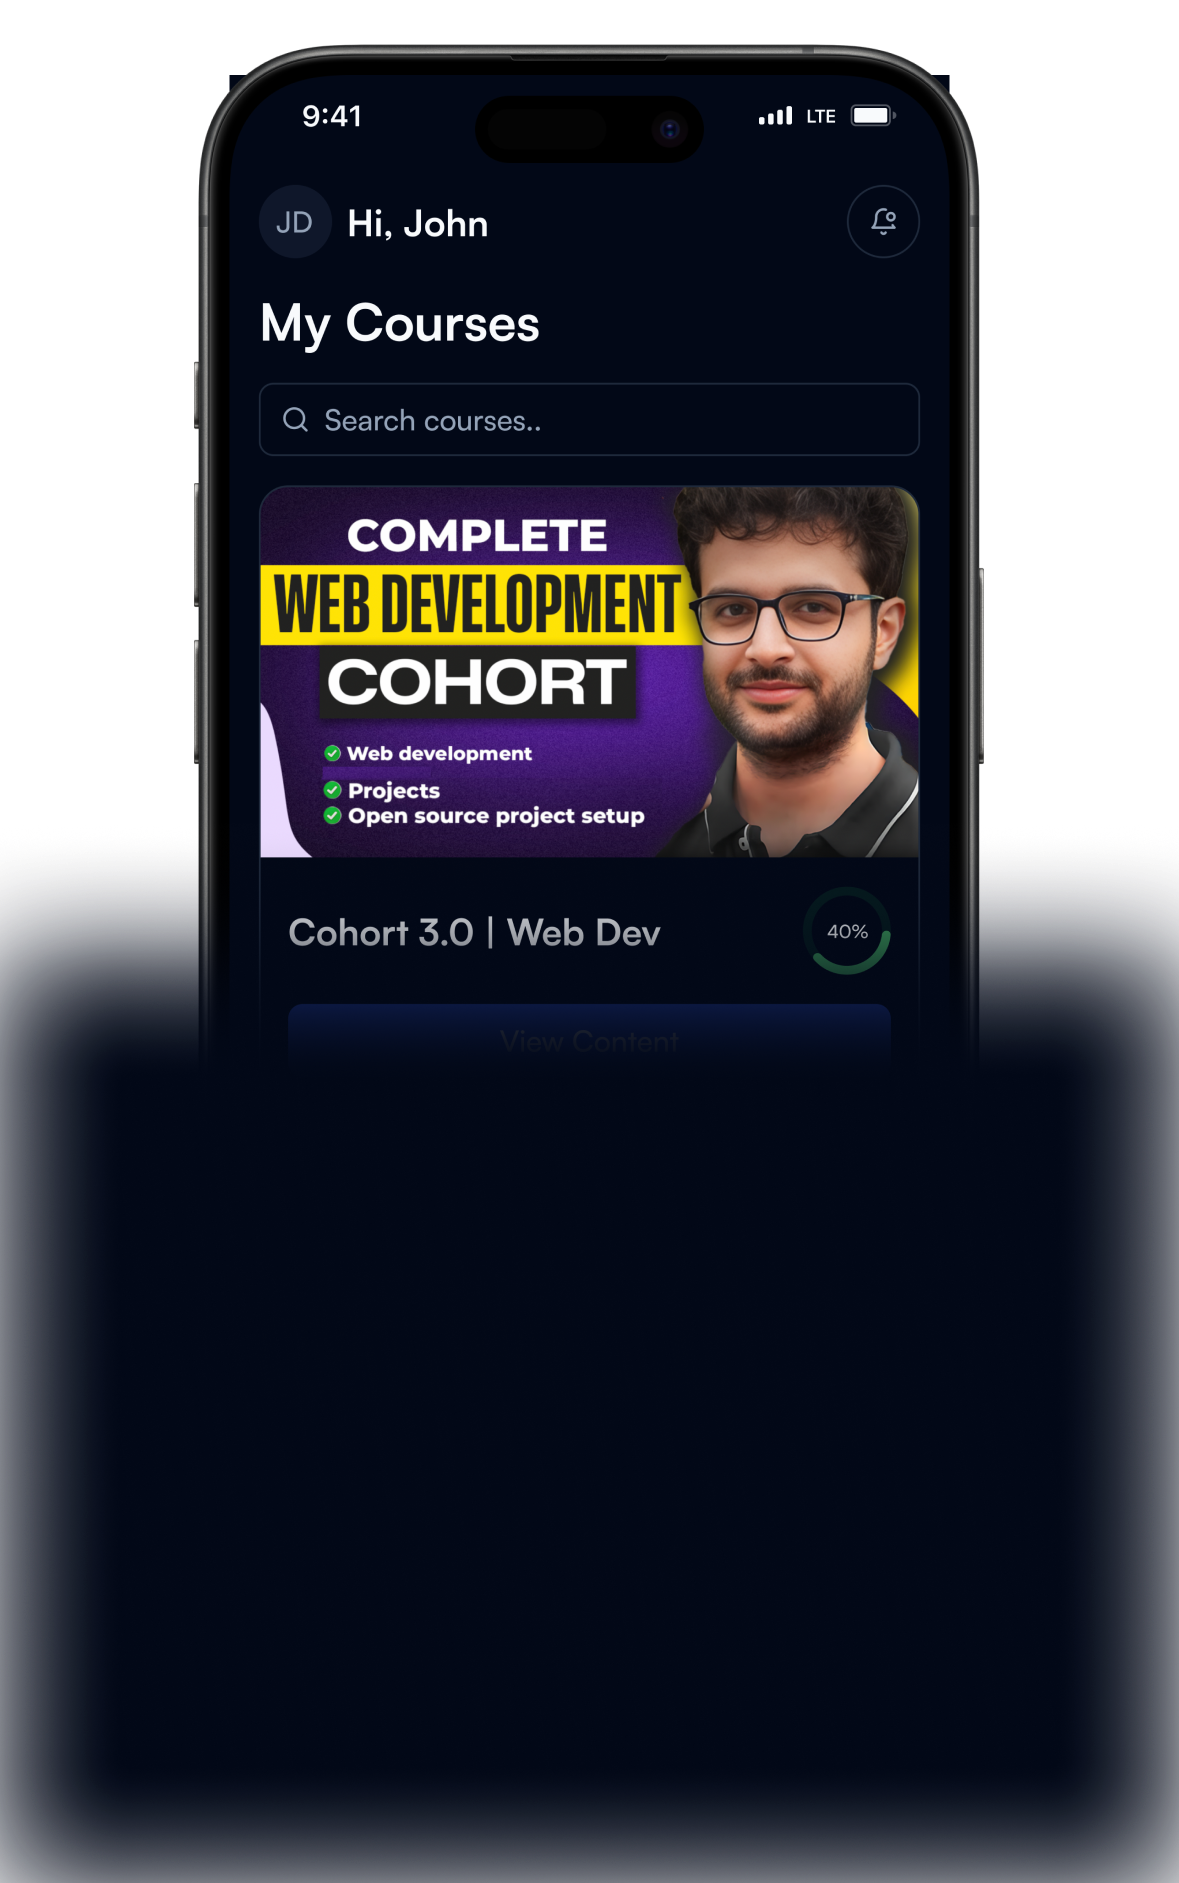 9:41 LTE
JD Hi, John
My Courses
Search courses..
COMPLETE
WEB DEVELOPMENT
COHORT
Web development
Projects
Open source project setup
Cohort 3.0 | Web Dev 40%
View Content